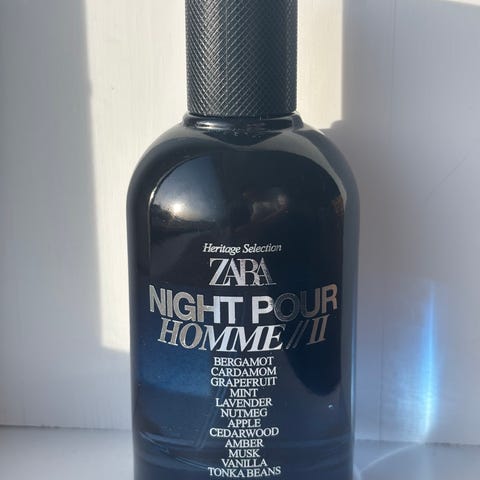 Heritage Selection
ZARA
NIGHT POUR
HOMME // II
BERGAMOT
CARDAMOM
GRAPEFRUIT
MINT
LAVENDER
NUTMEG
APPLE
CEDARWOOD
AMBER
MUSK
VANILLA
TONKA BEANS